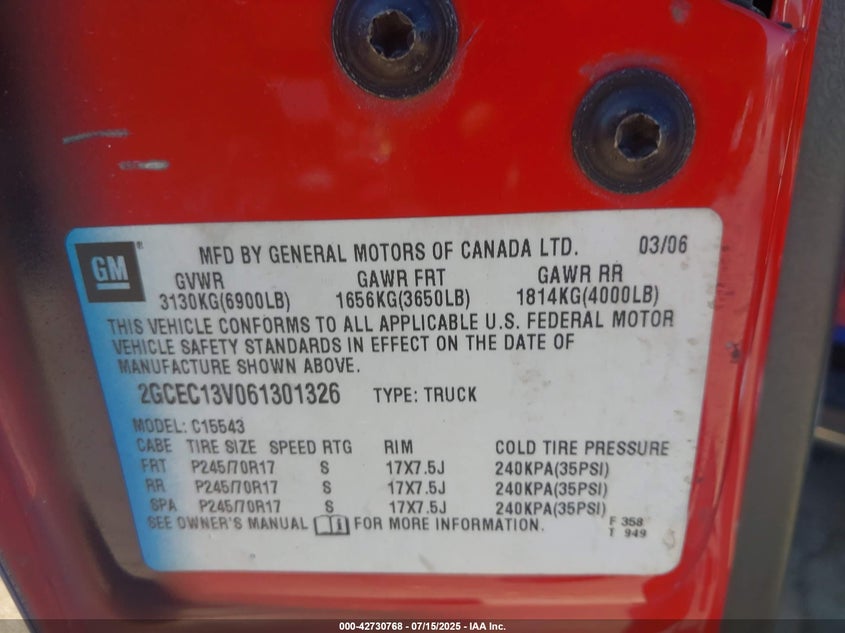 GM ®
MFD BY GENERAL MOTORS OF CANADA LTD. 03/06
GVWR GAWR FRT GAWR RR
3130KG(6900LB) 1656KG(3650LB) 1814KG(4000LB)
THIS VEHICLE CONFORMS TO ALL APPLICABLE U.S. FEDERAL MOTOR
VEHICLE SAFETY STANDARDS IN EFFECT ON THE DATE OF
MANUFACTURE SHOWN ABOVE.
2GCEC13V061301326 TYPE: TRUCK
MODEL: C15543
CABE TIRE SIZE SPEED RTG RIM COLD TIRE PRESSURE
FRT P245/70R17 S 17X7.5J 240KPA(35PSI)
RR P245/70R17 S 17X7.5J 240KPA(35PSI)
SPA P245/70R17 S 17X7.5J 240KPA(35PSI)
SEE OWNER'S MANUAL FOR MORE INFORMATION.
F 358
T 949
000-42730768 - 07/15/2025 - IAA Inc.